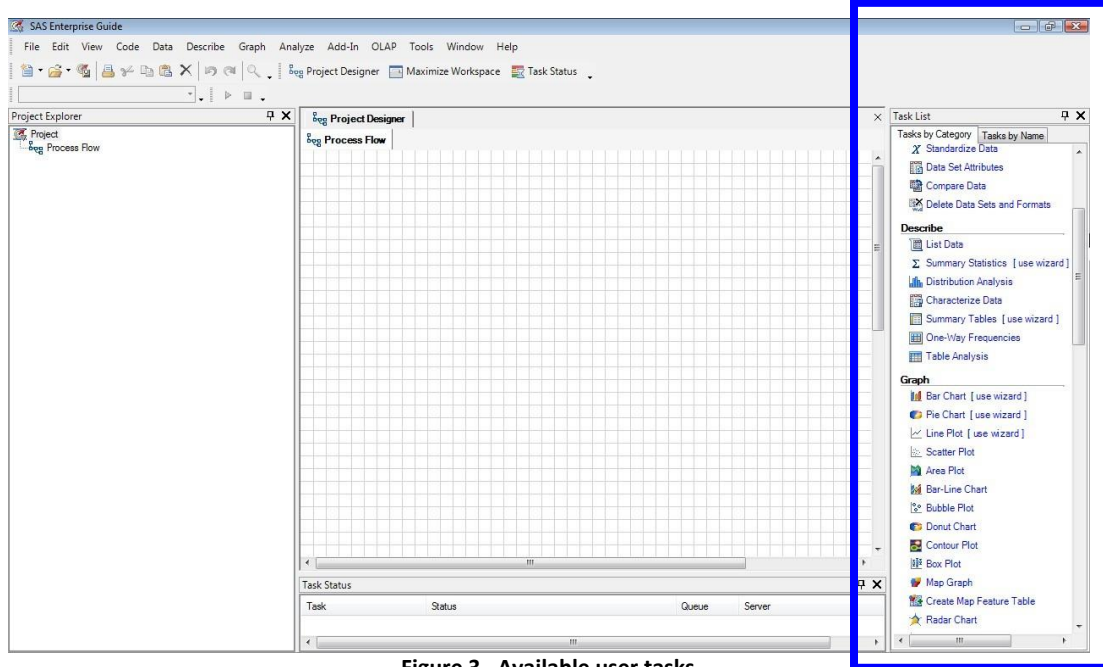 SAS Enterprise Guide
File Edit View Code Data Describe Graph Analyze Add-In OLAP Tools Window Help
Project Designer Maximize Workspace Task Status
Project Explorer
Project
Process Flow
Project Designer
Process Flow
Task Status
Task Status Queue Server
Task List
Tasks by Category Tasks by Name
Standardize Data
Data Set Attributes
Compare Data
Delete Data Sets and Formats
Describe
List Data
Summary Statistics [ use wizard ]
Distribution Analysis
Characterize Data
Summary Tables [ use wizard ]
One-Way Frequencies
Table Analysis
Graph
Bar Chart [ use wizard ]
Pie Chart [ use wizard ]
Line Plot [ use wizard ]
Scatter Plot
Area Plot
Bar-Line Chart
Bubble Plot
Donut Chart
Contour Plot
Box Plot
Map Graph
Create Map Feature Table
Radar Chart
Figure 3 - Available user tasks